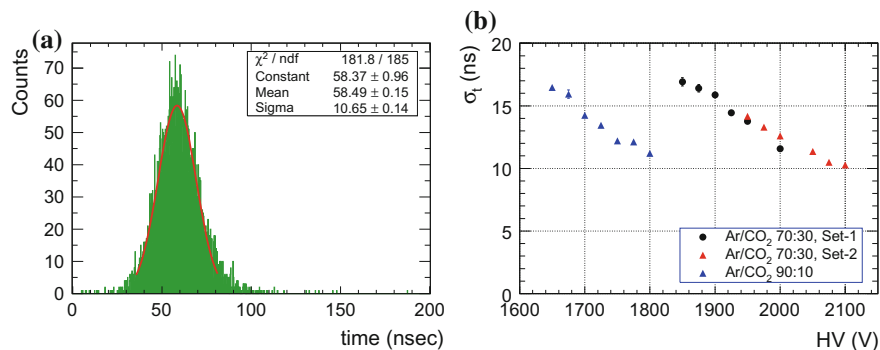 (a)
Counts
70
60
50
40
30
20
10
0
0 50 100 150 200
time (nsec)
χ² / ndf 181.8 / 185
Constant 58.37 ± 0.96
Mean 58.49 ± 0.15
Sigma 10.65 ± 0.14
(b)
σt (ns)
20
15
10
5
0
1600 1700 1800 1900 2000 2100
HV (V)
Ar/CO₂ 70:30, Set-1
Ar/CO₂ 70:30, Set-2
Ar/CO₂ 90:10